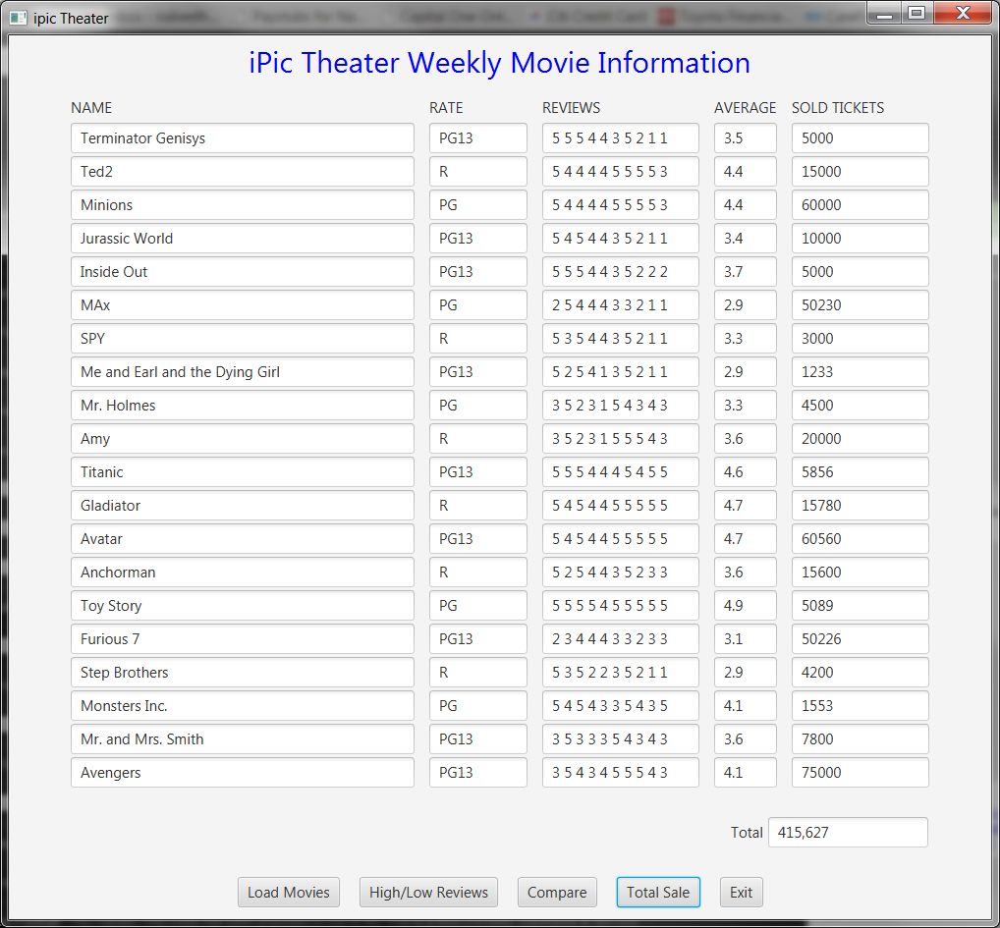 ipic Theater
iPic Theater Weekly Movie Information
NAME RATE REVIEWS AVERAGE SOLD TICKETS
Terminator Genisys PG13 5 5 5 4 4 3 5 2 1 1 3.5 5000
Ted2 R 5 4 4 4 4 5 5 5 5 3 4.4 15000
Minions PG 5 4 4 4 4 5 5 5 5 3 4.4 60000
Jurassic World PG13 5 4 5 4 4 3 5 2 1 1 3.4 10000
Inside Out PG13 5 5 5 4 4 3 5 2 2 2 3.7 5000
MAx PG 2 5 4 4 4 3 3 2 1 1 2.9 50230
SPY R 5 3 5 4 4 3 5 2 1 1 3.3 3000
Me and Earl and the Dying Girl PG13 5 2 5 4 1 3 5 2 1 1 2.9 1233
Mr. Holmes PG 3 5 2 3 1 5 4 3 4 3 3.3 4500
Amy R 3 5 2 3 1 5 5 5 4 3 3.6 20000
Titanic PG13 5 5 5 4 4 4 5 4 5 5 4.6 5856
Gladiator R 5 4 5 4 4 5 5 5 5 5 4.7 15780
Avatar PG13 5 4 5 4 4 5 5 5 5 5 4.7 60560
Anchorman R 5 2 5 4 4 3 5 2 3 3 3.6 15600
Toy Story PG 5 5 5 5 4 5 5 5 5 5 4.9 5089
Furious 7 PG13 2 3 4 4 4 3 3 2 3 3 3.1 50226
Step Brothers R 5 3 5 2 2 3 5 2 1 1 2.9 4200
Monsters Inc. PG 5 4 5 4 3 3 5 4 3 5 4.1 1553
Mr. and Mrs. Smith PG13 3 5 3 3 3 5 4 3 4 3 3.6 7800
Avengers PG13 3 5 4 3 4 5 5 5 4 3 4.1 75000
Total 415,627
Load Movies High/Low Reviews Compare Total Sale Exit